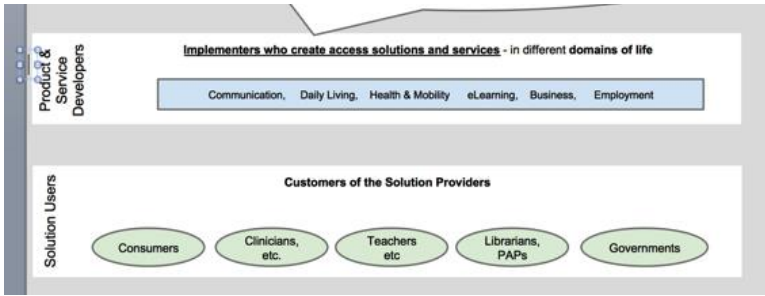 Product &
Service
Developers
Implementers who create access solutions and services - in different domains of life
Communication, Daily Living, Health & Mobility eLearning, Business, Employment
Solution Users
Customers of the Solution Providers
Consumers
Clinicians,
etc.
Teachers
etc
Librarians,
PAPs
Governments